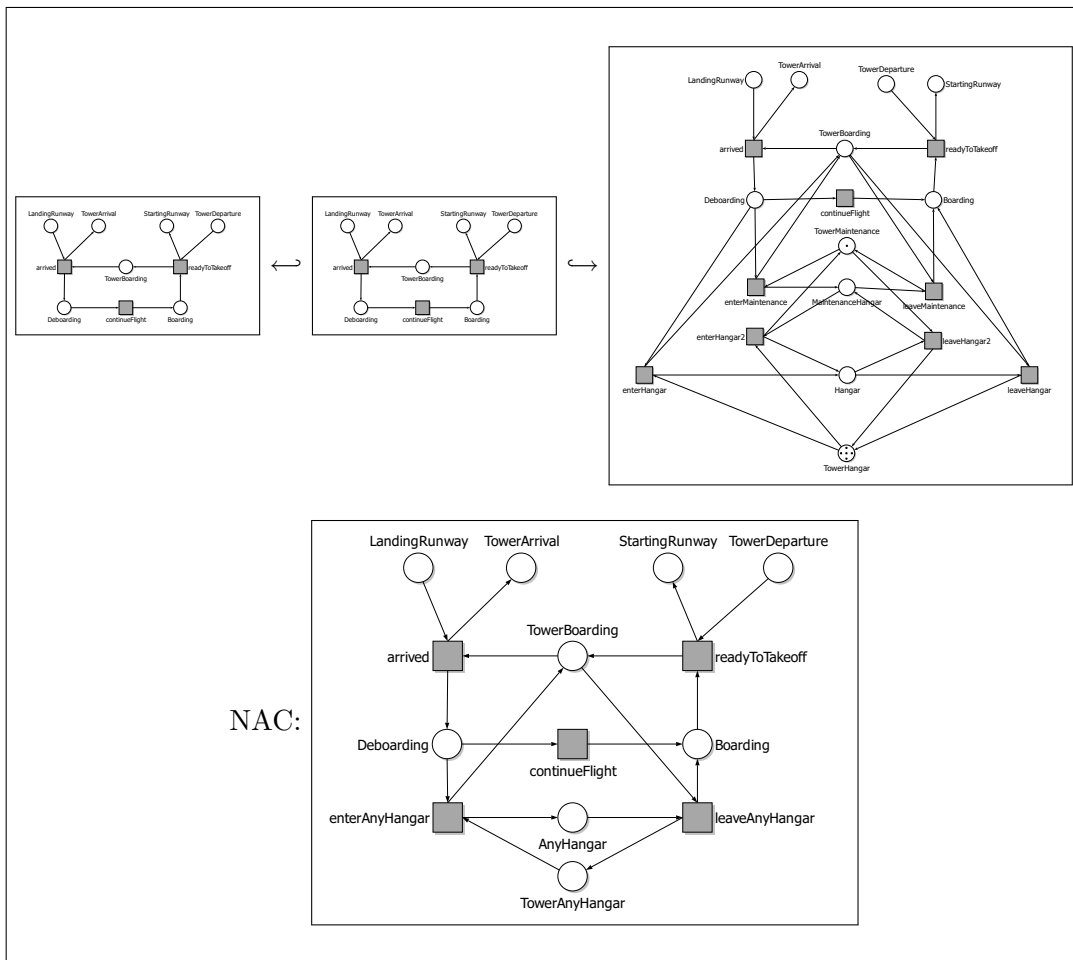 LandingRunway TowerArrival StartingRunway TowerDeparture
arrived TowerBoarding readyToTakeoff
Deboarding continueFlight Boarding
LandingRunway TowerArrival StartingRunway TowerDeparture
arrived TowerBoarding readyToTakeoff
Deboarding continueFlight Boarding
TowerArrival TowerDeparture
LandingRunway StartingRunway
TowerBoarding
arrived readyToTakeoff
Deboarding Boarding
continueFlight
TowerMaintenance
enterMaintenance MaintenanceHangar leaveMaintenance
enterHangar2 leaveHangar2
enterHangar Hangar leaveHangar
TowerHangar
NAC:
LandingRunway TowerArrival StartingRunway TowerDeparture
TowerBoarding
arrived readyToTakeoff
Deboarding Boarding
continueFlight
enterAnyHangar leaveAnyHangar
AnyHangar
TowerAnyHangar